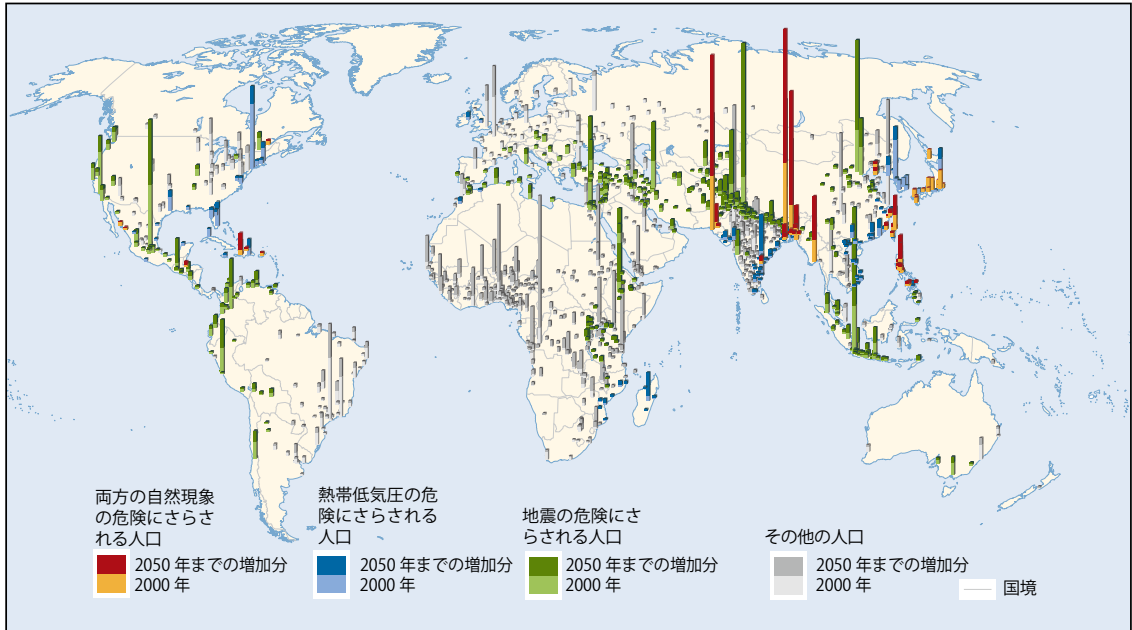 両方の自然現象
の危険にさらさ
れる人口
2050 年までの増加分
2000 年
熱帯低気圧の危
険にさらされる
人口
2050 年までの増加分
2000 年
地震の危険にさ
らされる人口
2050 年までの増加分
2000 年
その他の人口
2050 年までの増加分
2000 年
国境